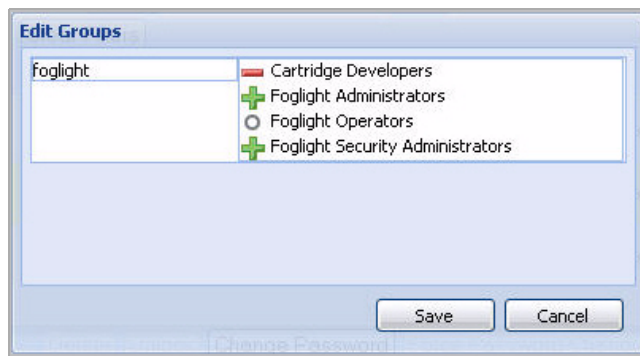 Edit Groups
foglight
Cartridge Developers
Foglight Administrators
Foglight Operators
Foglight Security Administrators
Save
Cancel
Change Password